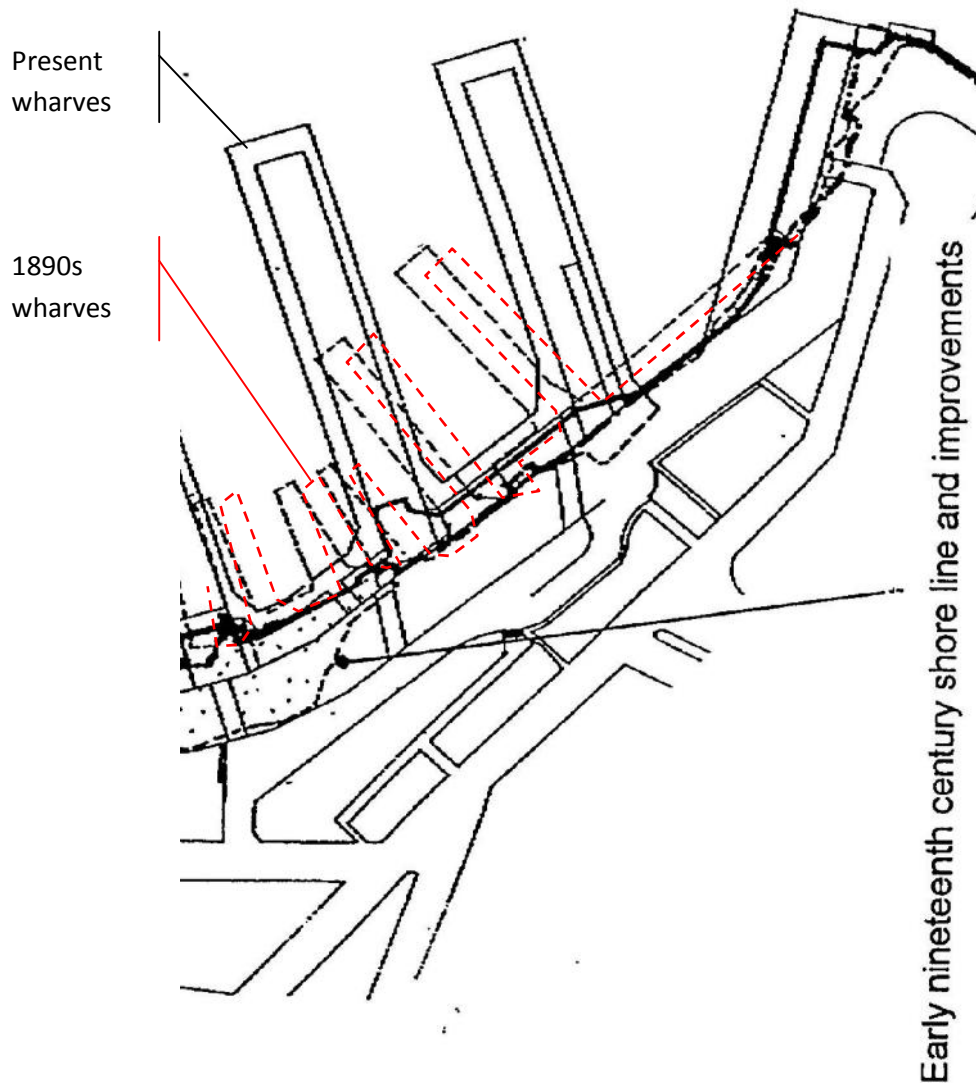 Present
wharves
1890s
wharves
Early nineteenth century shore line and improvements